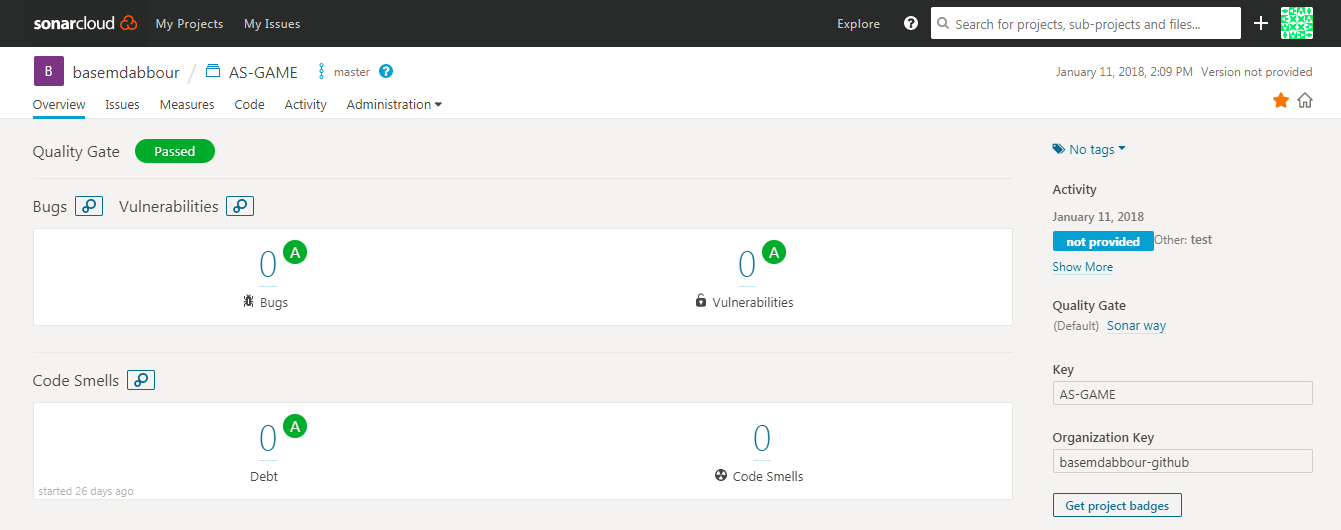 sonarcloud My Projects My Issues Explore ? Search for projects, sub-projects and files... +
B basemdabbour / AS-GAME master ? January 11, 2018, 2:09 PM Version not provided
Overview Issues Measures Code Activity Administration
Quality Gate Passed
No tags
Activity
January 11, 2018
not provided Other: test
Show More
Quality Gate
(Default) Sonar way
Key
AS-GAME
Organization Key
basemdabbour-github
Get project badges
Bugs Vulnerabilities
0 A 0 A
Bugs Vulnerabilities
Code Smells
0 A 0
Debt Code Smells
started 26 days ago